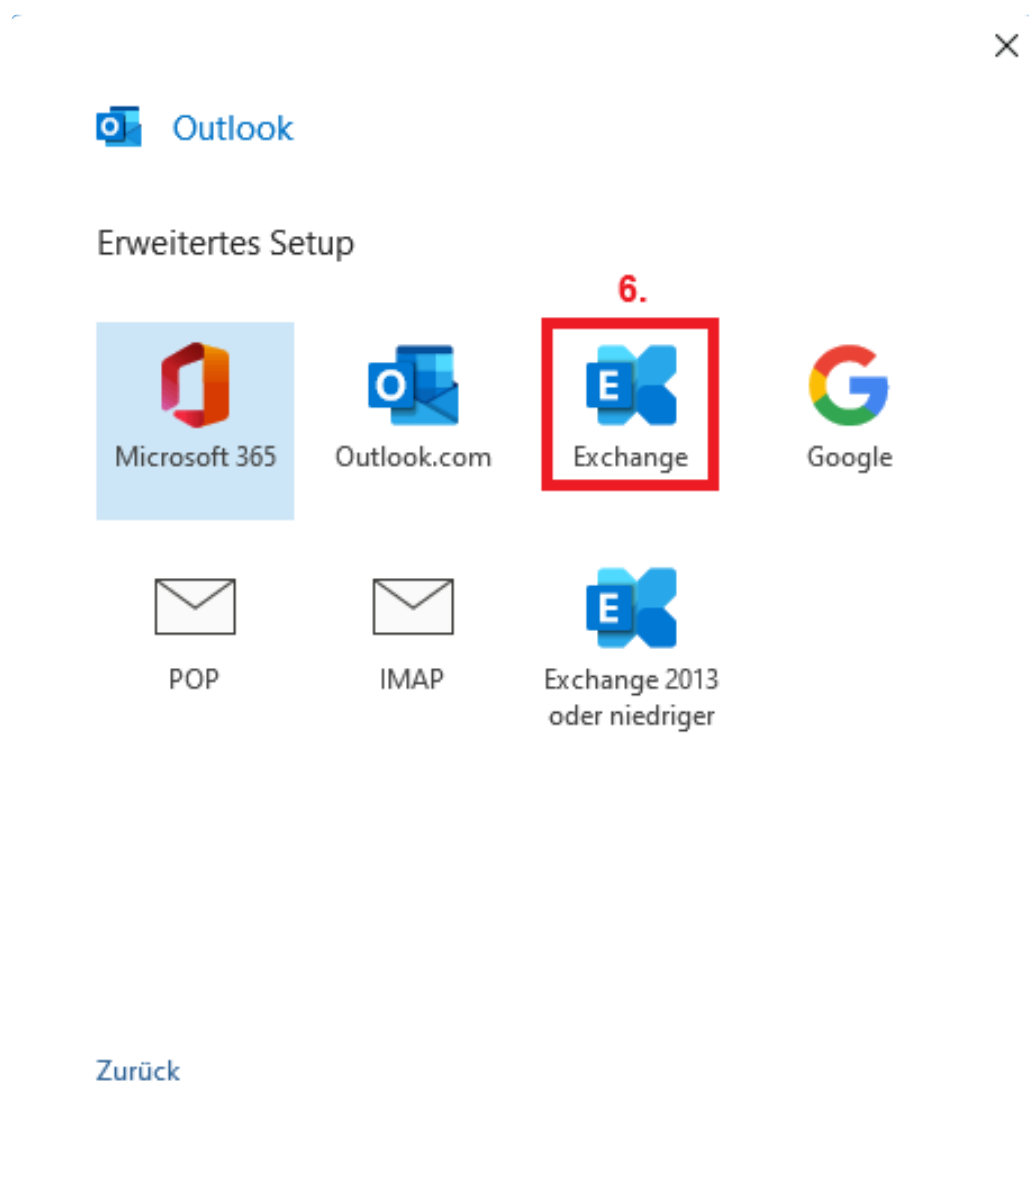 Outlook
Erweitertes Setup
6.
Microsoft 365
Outlook.com
Exchange
Google
POP
IMAP
Exchange 2013
oder niedriger
Zurück